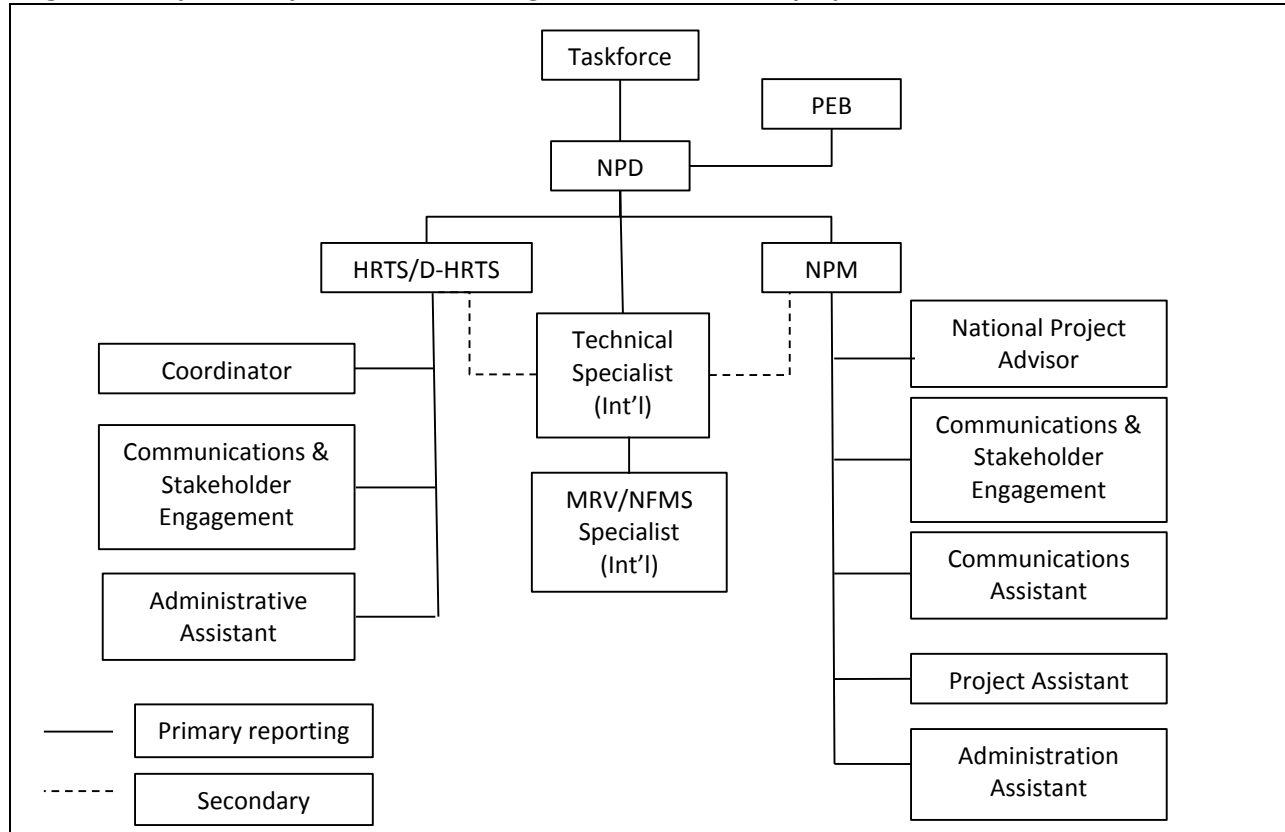 Taskforce
PEB
NPD
HRTS/D-HRTS
NPM
Technical
Specialist
(Int'l)
National Project
Advisor
Coordinator
Communications &
Stakeholder
Engagement
Communications &
Stakeholder
Engagement
MRV/NFMS
Specialist
(Int'l)
Communications
Assistant
Administrative
Assistant
Project Assistant
Primary reporting
Administration
Assistant
Secondary